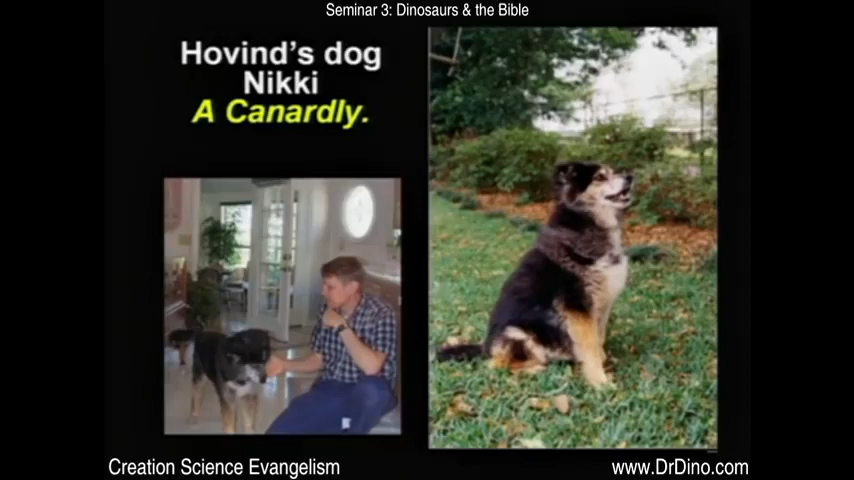 Seminar 3: Dinosaurs & the Bible
Hovind's dog
Nikki
A Canardly.
Creation Science Evangelism
www.DrDino.com